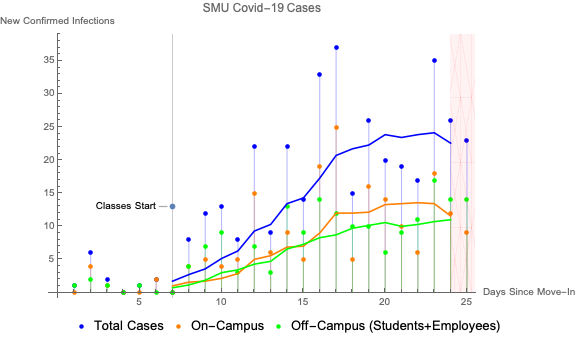 SMU Covid-19 Cases
New Confirmed Infections
35
30
25
20
15
10
5
Classes Start
5 10 15 20 25
Days Since Move-In
Total Cases On-Campus Off-Campus (Students+Employees)